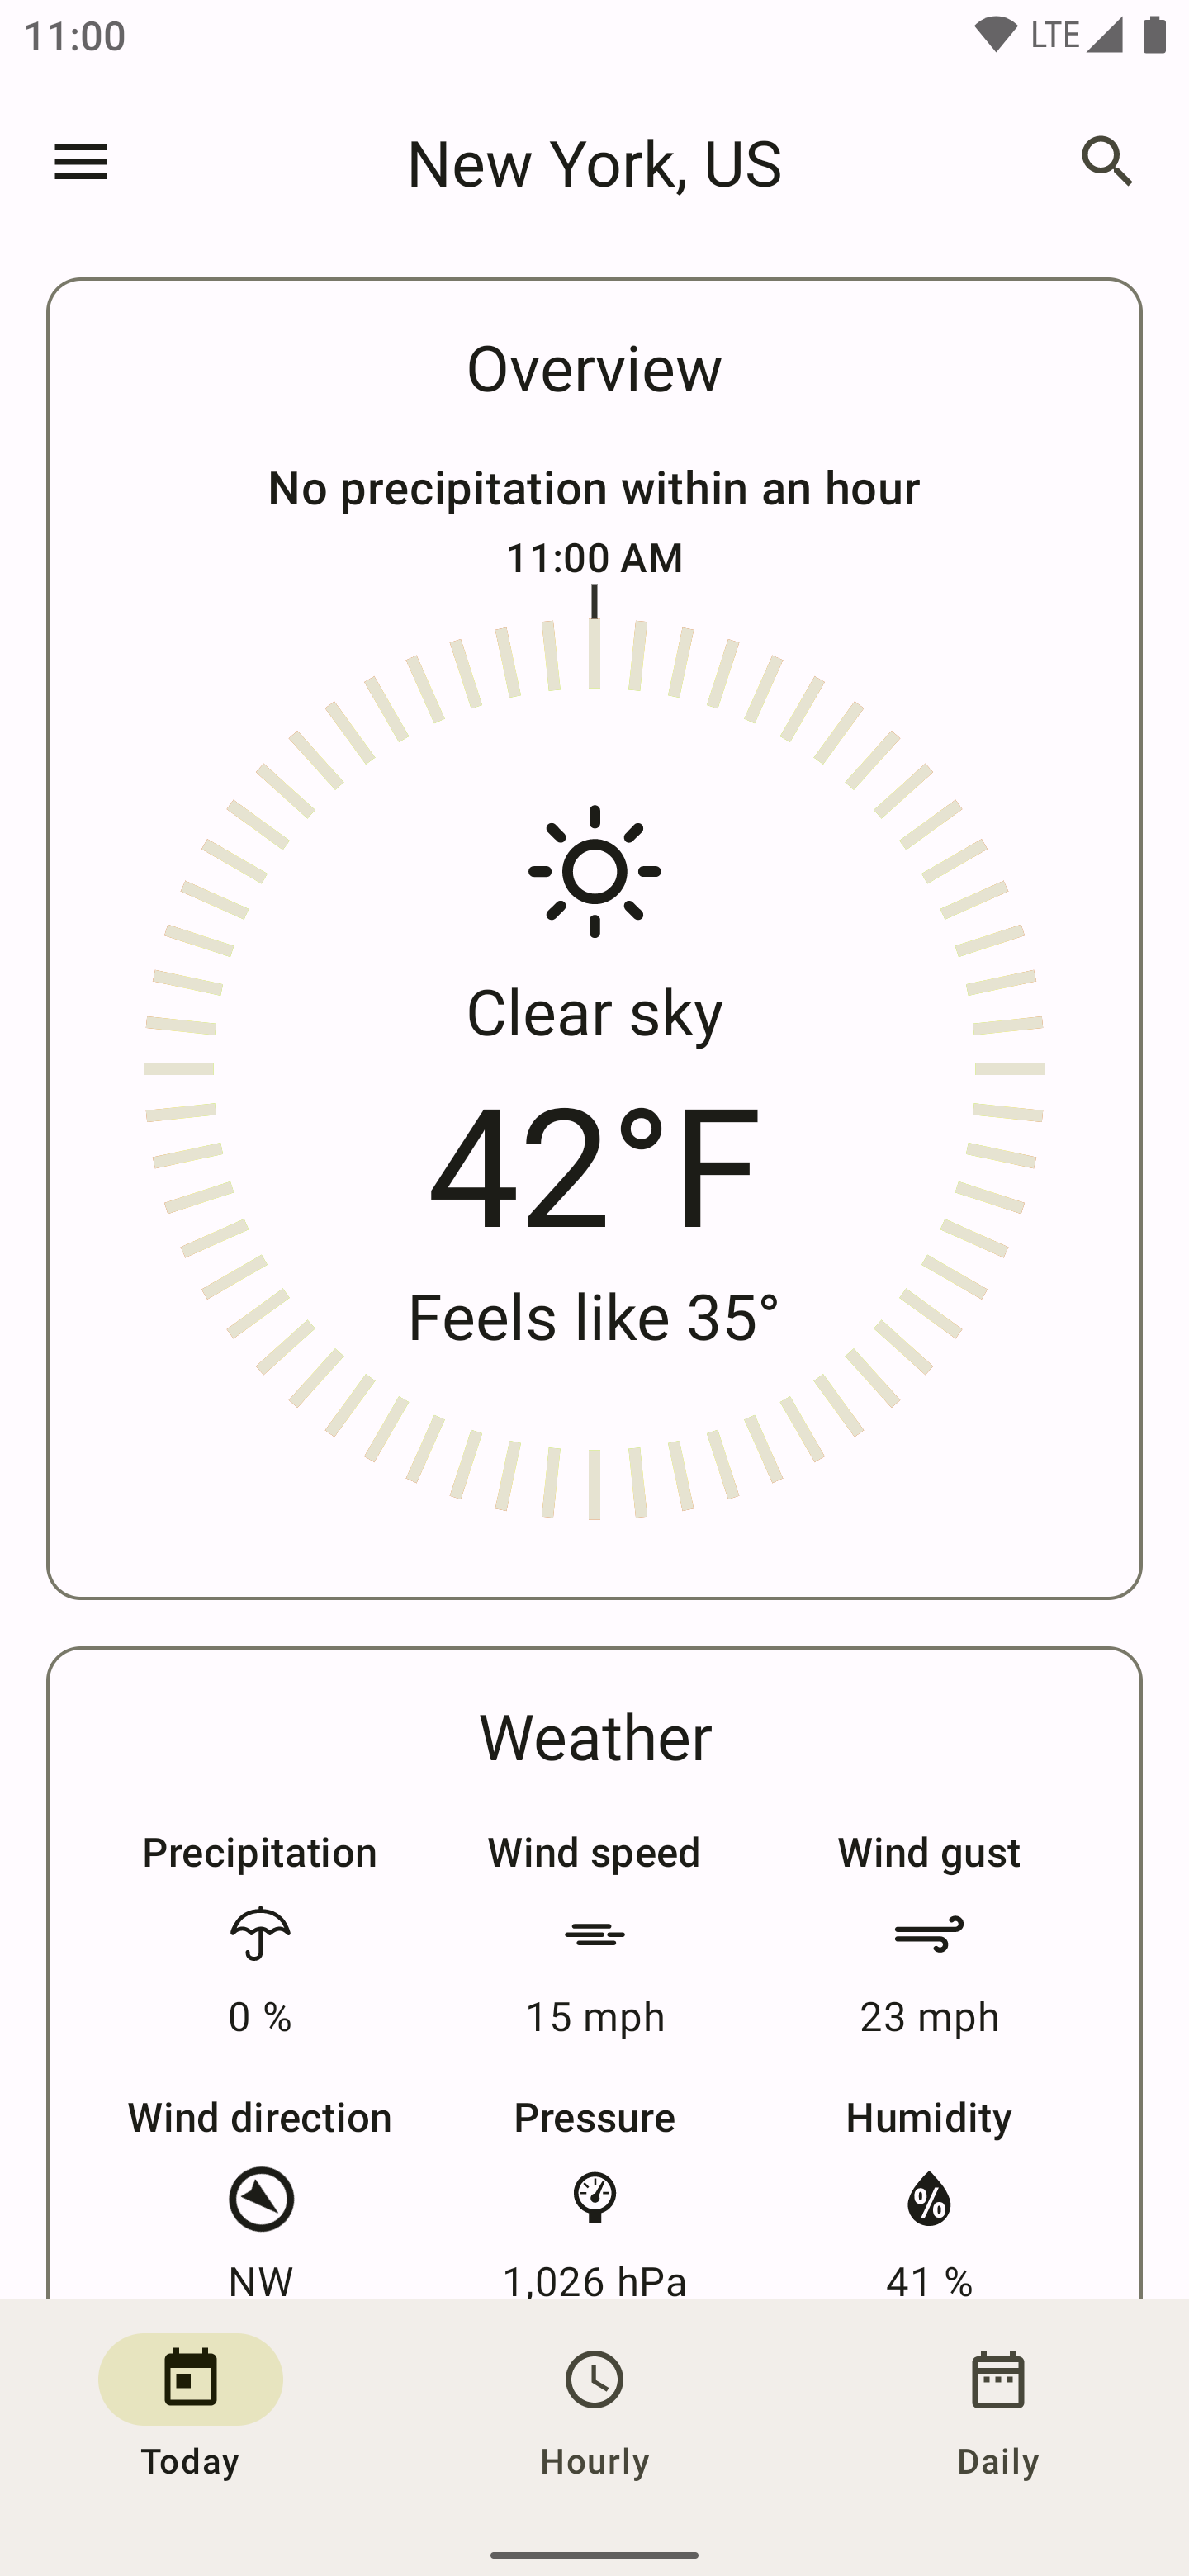 11:00 LTE
New York, US
Overview
No precipitation within an hour
11:00 AM
Clear sky
42°F
Feels like 35°
Weather
Precipitation Wind speed Wind gust
0 % 15 mph 23 mph
Wind direction Pressure Humidity
%
NW 1,026 hPa 41 %
Today Hourly Daily